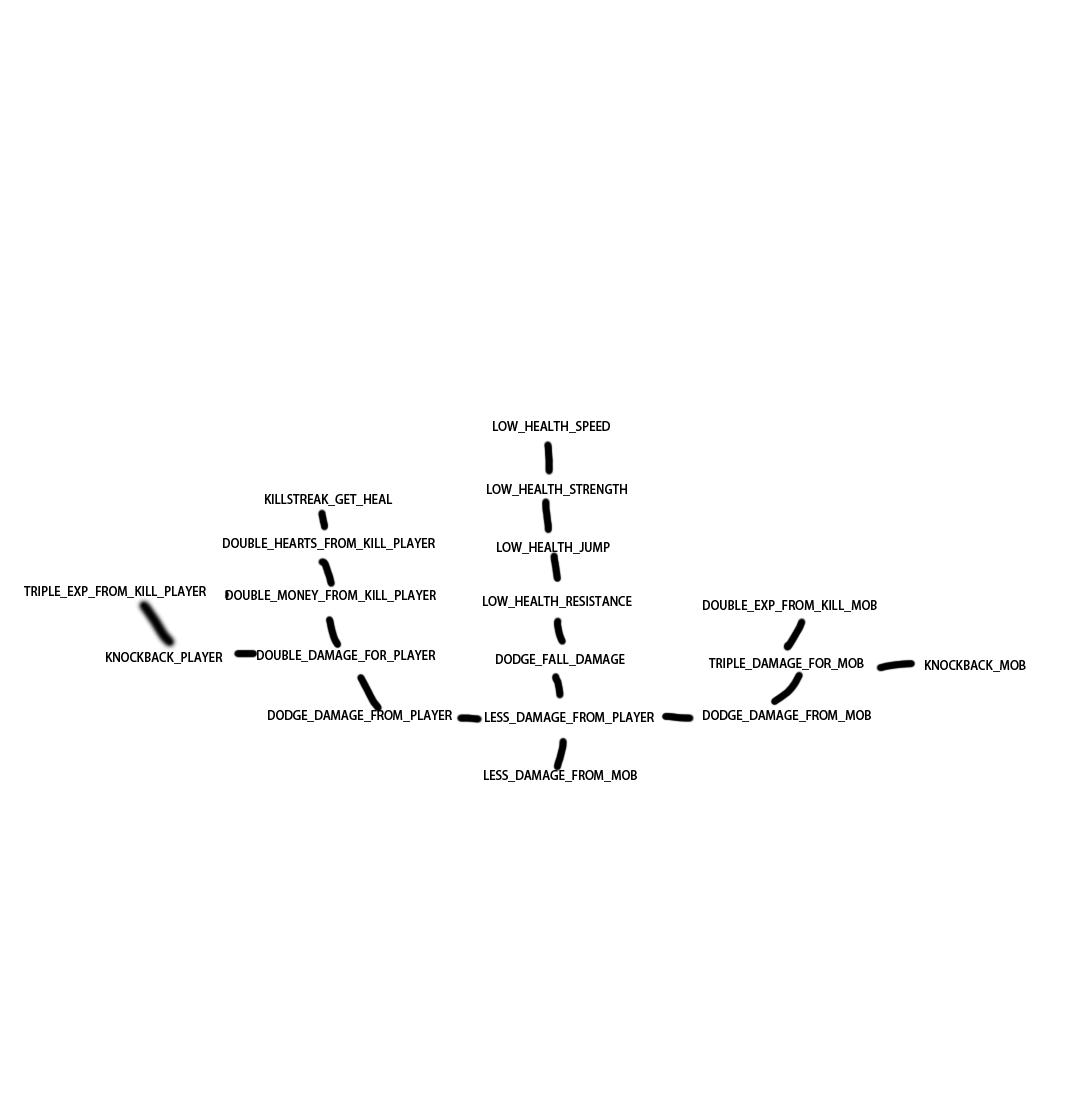 LOW_HEALTH_SPEED
LOW_HEALTH_STRENGTH
KILLSTREAK_GET_HEAL
DOUBLE_HEARTS_FROM_KILL_PLAYER
LOW_HEALTH_JUMP
TRIPLE_EXP_FROM_KILL_PLAYER
DOUBLE_MONEY_FROM_KILL_PLAYER
LOW_HEALTH_RESISTANCE
DOUBLE_EXP_FROM_KILL_MOB
KNOCKBACK_PLAYER
DOUBLE_DAMAGE_FOR_PLAYER
DODGE_FALL_DAMAGE
TRIPLE_DAMAGE_FOR_MOB
KNOCKBACK_MOB
DODGE_DAMAGE_FROM_PLAYER
LESS_DAMAGE_FROM_PLAYER
DODGE_DAMAGE_FROM_MOB
LESS_DAMAGE_FROM_MOB